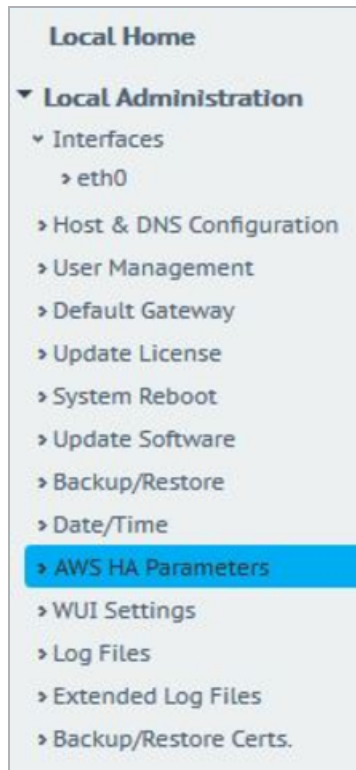 Local Home
Local Administration
Interfaces
eth0
Host & DNS Configuration
User Management
Default Gateway
Update License
System Reboot
Update Software
Backup/Restore
Date/Time
AWS HA Parameters
WUI Settings
Log Files
Extended Log Files
Backup/Restore Certs.